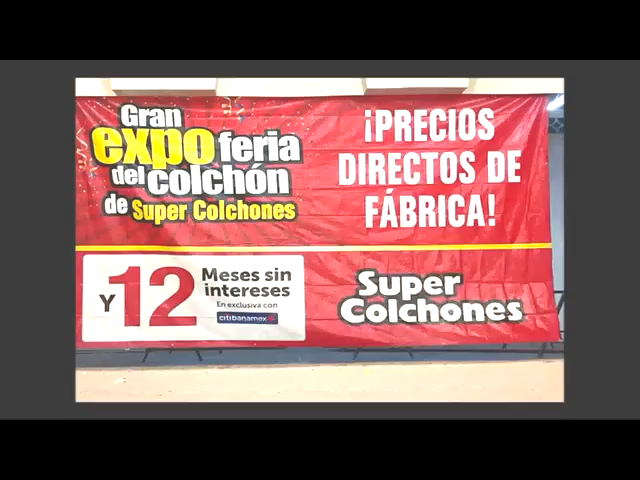 Gran
expo feria
del colchón
de Super Colchones
¡PRECIOS
DIRECTOS DE
FÁBRICA!
Y 12 Meses sin
intereses
En exclusiva con
citibanamex
Super
Colchones